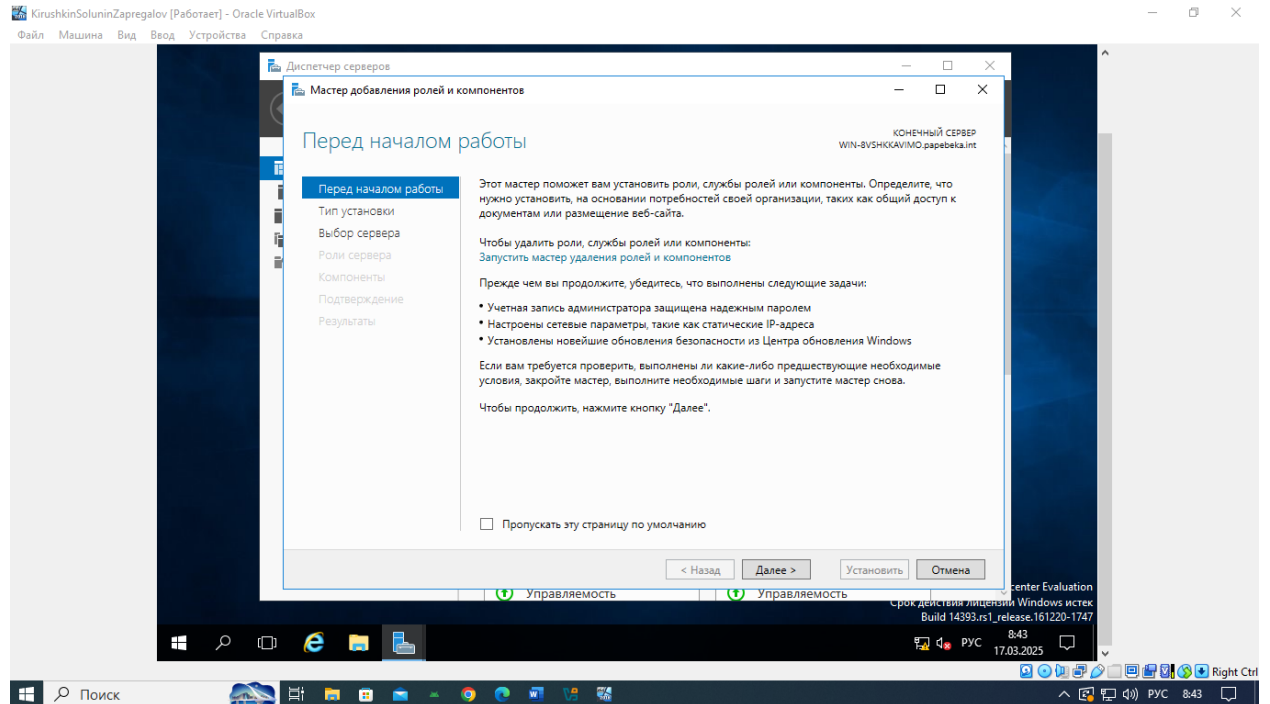 KirushkinSoluninZapregalov [Работает] - Oracle VirtualBox
Файл Машина Вид Ввод Устройства Справка
Диспетчер серверов
Мастер добавления ролей и компонентов
Перед началом работы
КОНЕЧНЫЙ СЕРВЕР
WIN-8VSHKKAVIMO.papebeka.int
Перед началом работы
Тип установки
Выбор сервера
Роли сервера
Компоненты
Подтверждение
Результаты
Этот мастер поможет вам установить роли, службы ролей или компоненты. Определите, что
нужно установить, на основании потребностей своей организации, таких как общий доступ к
документам или размещение веб-сайта.
Чтобы удалить роли, службы ролей или компоненты:
Запустить мастер удаления ролей и компонентов
Прежде чем вы продолжите, убедитесь, что выполнены следующие задачи:
• Учетная запись администратора защищена надежным паролем
• Настроены сетевые параметры, такие как статические IP-адреса
• Установлены новейшие обновления безопасности из Центра обновления Windows
Если вам требуется проверить, выполнены ли какие-либо предшествующие необходимые
условия, закройте мастер, выполните необходимые шаги и запустите мастер снова.
Чтобы продолжить, нажмите кнопку "Далее".
Пропускать эту страницу по умолчанию
< Назад Далее > Установить Отмена
Управляемость Управляемость
center Evaluation
Срок действия лицензии Windows истек
Build 14393.rs1_release.161220-1747
РУС 8:43
17.03.2025
Right Ctrl
Поиск РУС 8:43